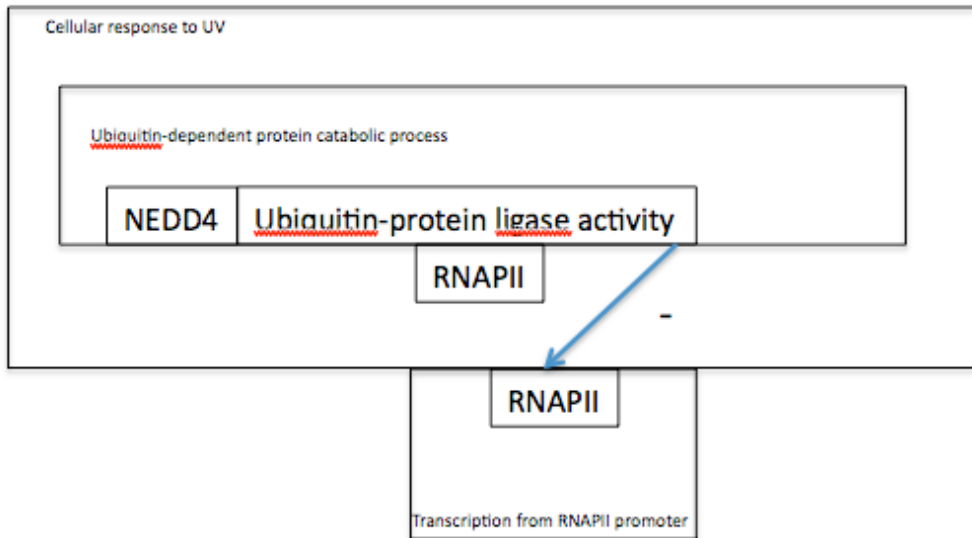 Cellular response to UV
Ubiquitin-dependent protein catabolic process
NEDD4 Ubiquitin-protein ligase activity
RNAPII
-
RNAPII
Transcription from RNAPII promoter